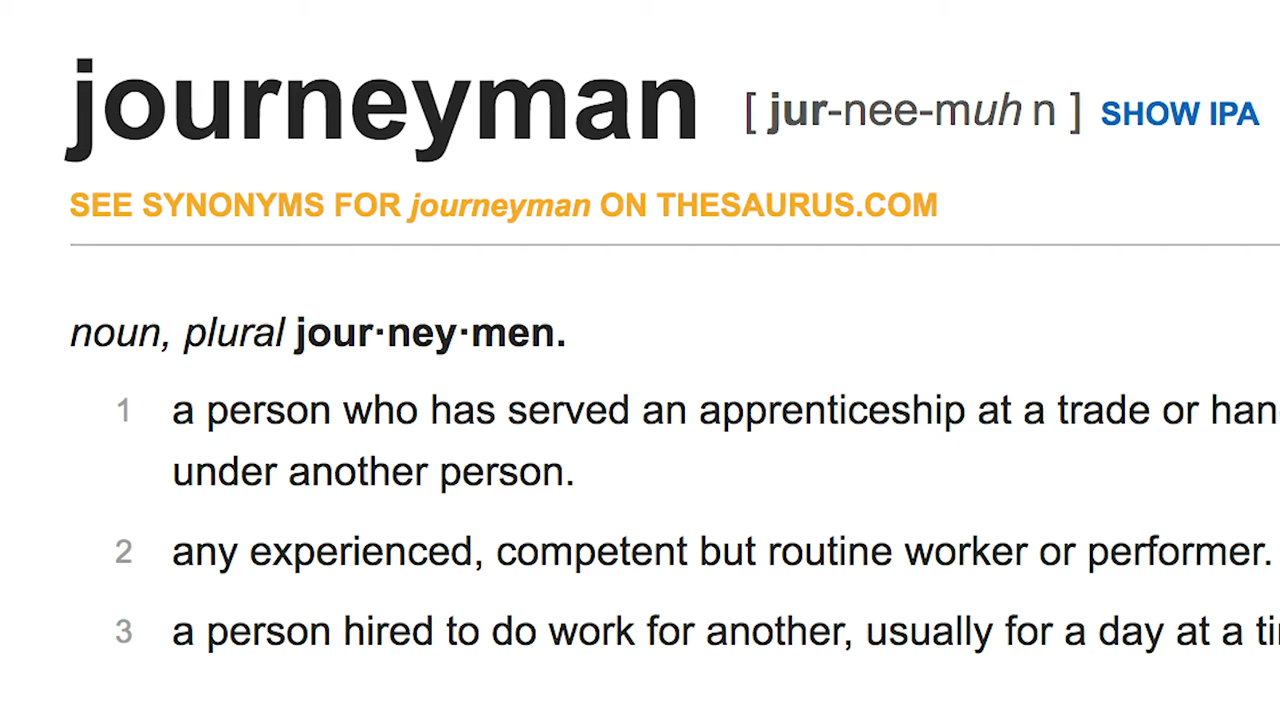 journeyman [ jur-nee-muh n ] SHOW IPA
SEE SYNONYMS FOR journeyman ON THESAURUS.COM
noun, plural jour·ney·men.
1 a person who has served an apprenticeship at a trade or
under another person.
2 any experienced, competent but routine worker or performer.
3 a person hired to do work for another, usually for a day at a